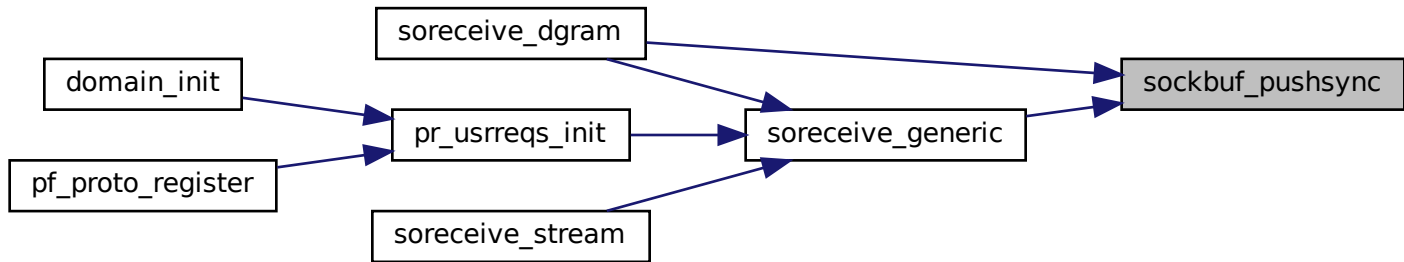 soreceive_dgram
domain_init
sockbuf_pushsync
pr_usrreqs_init
soreceive_generic
pf_proto_register
soreceive_stream